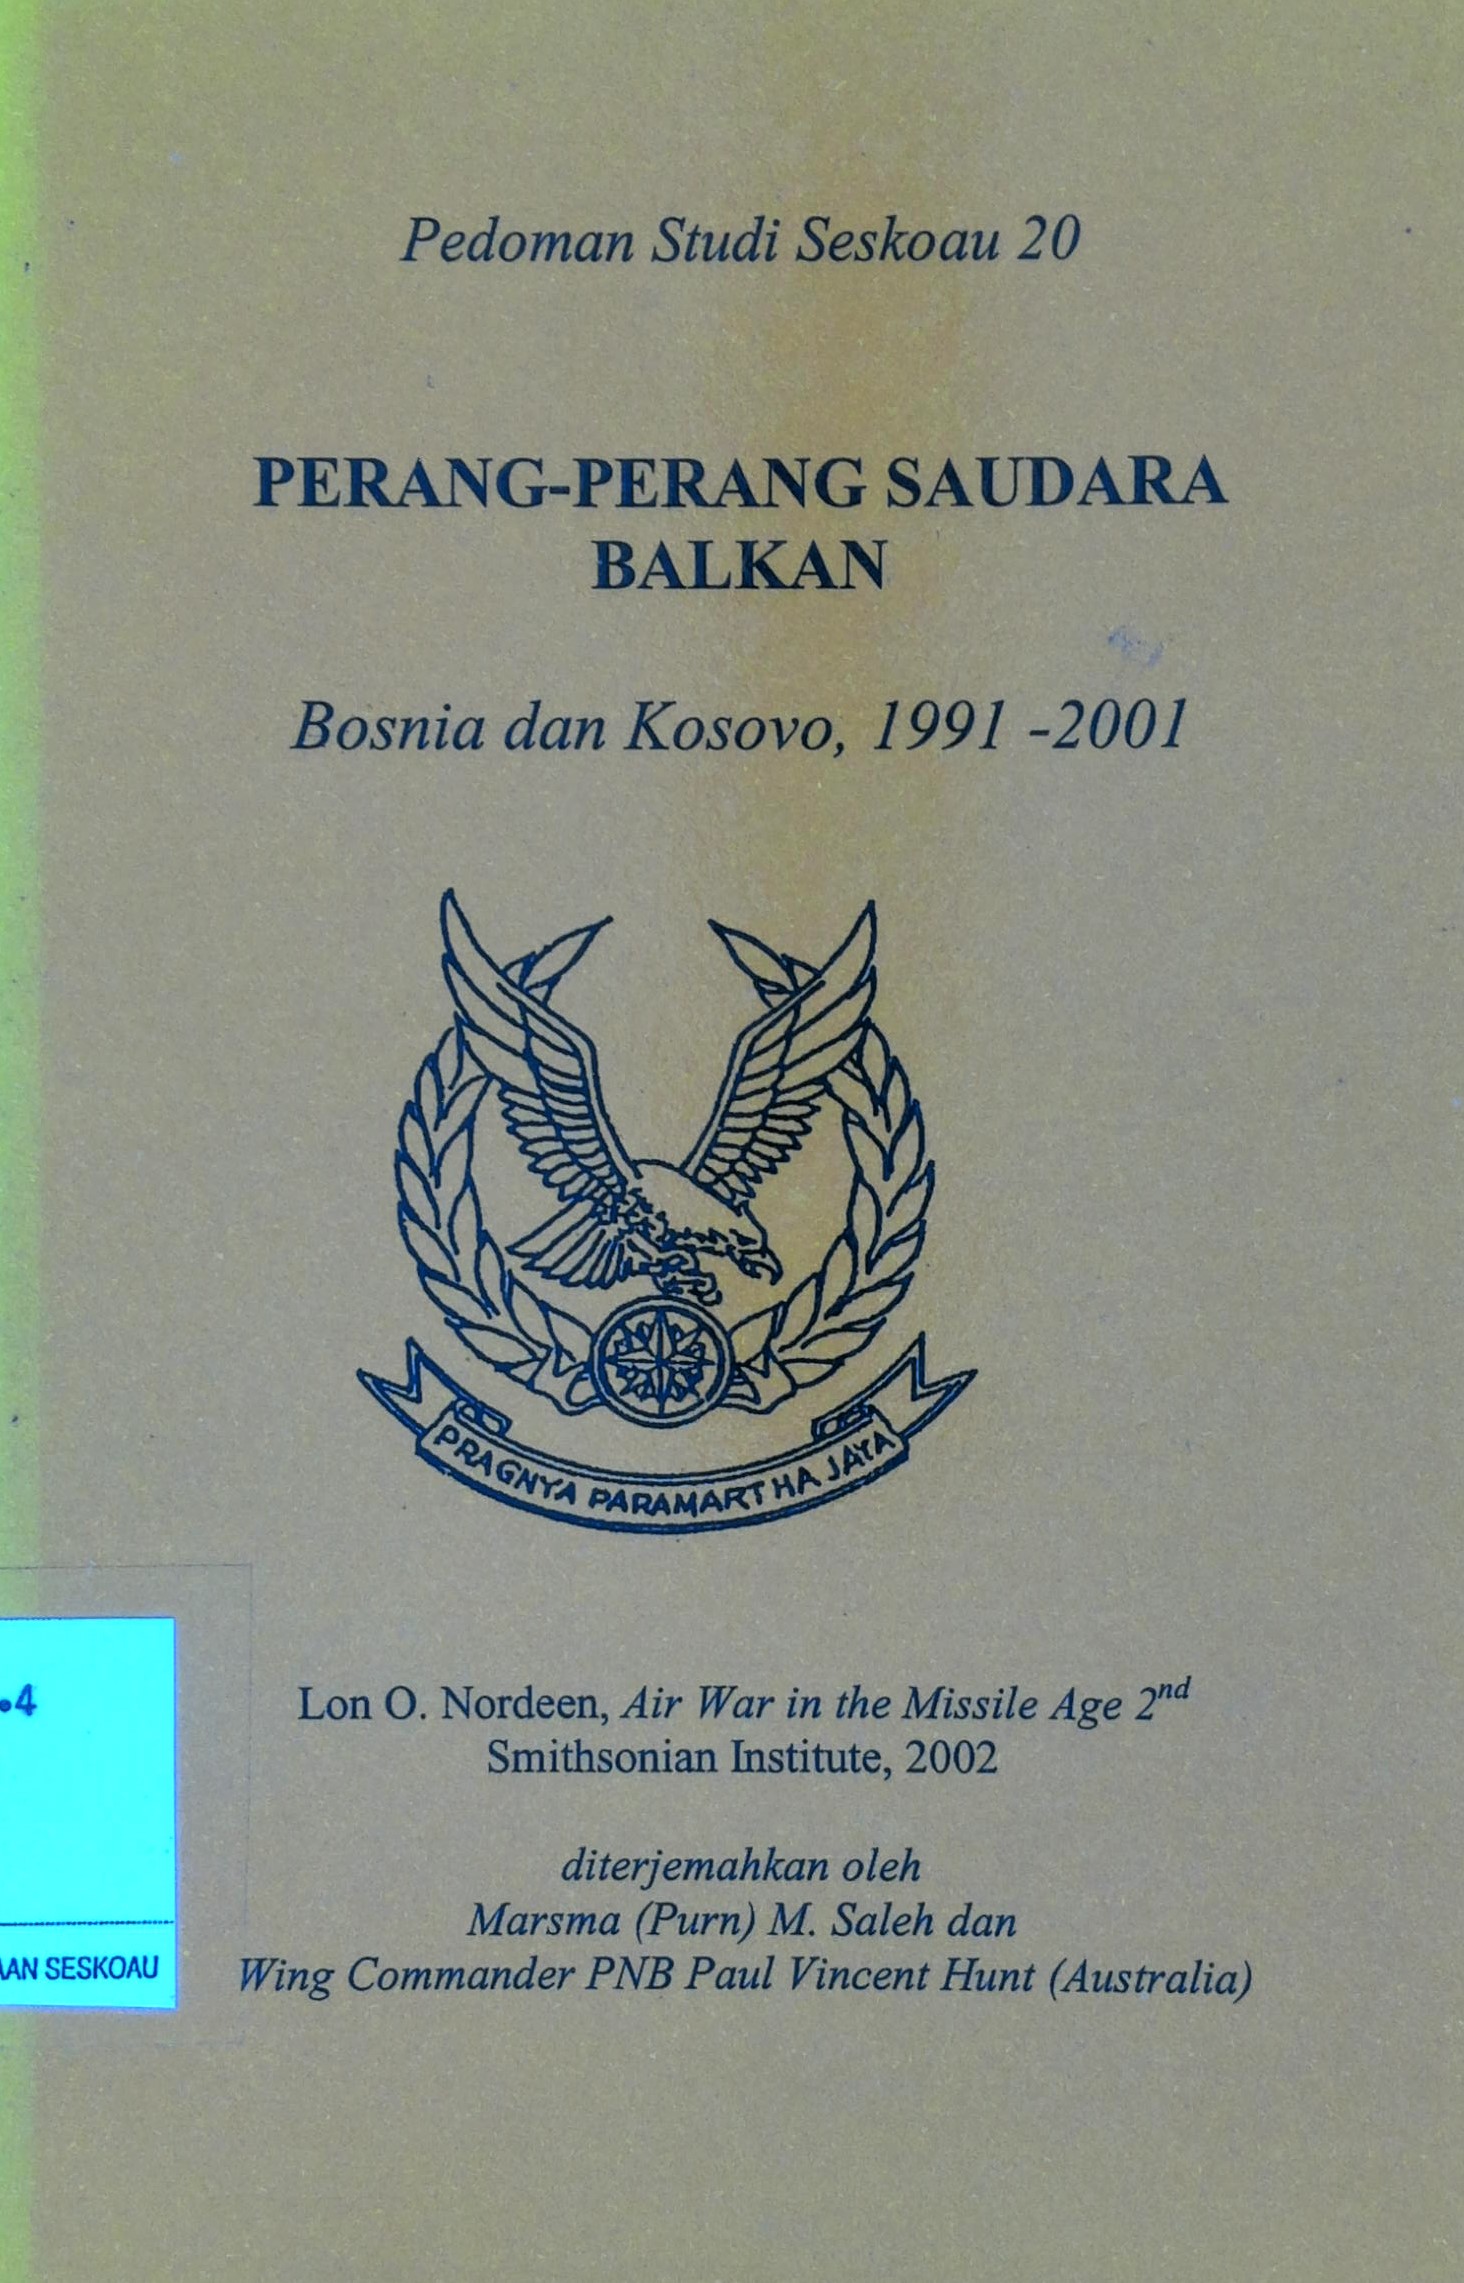 Pedoman Studi Seskoau 20
PERANG-PERANG SAUDARA
BALKAN
Bosnia dan Kosovo, 1991 -2001
PRAGNYA PARAMARTHA JAYA
.4
Lon O. Nordeen, Air War in the Missile Age 2nd
Smithsonian Institute, 2002
diterjemahkan oleh
Marsma (Purn) M. Saleh dan
AAN SESKOAU
Wing Commander PNB Paul Vincent Hunt (Australia)